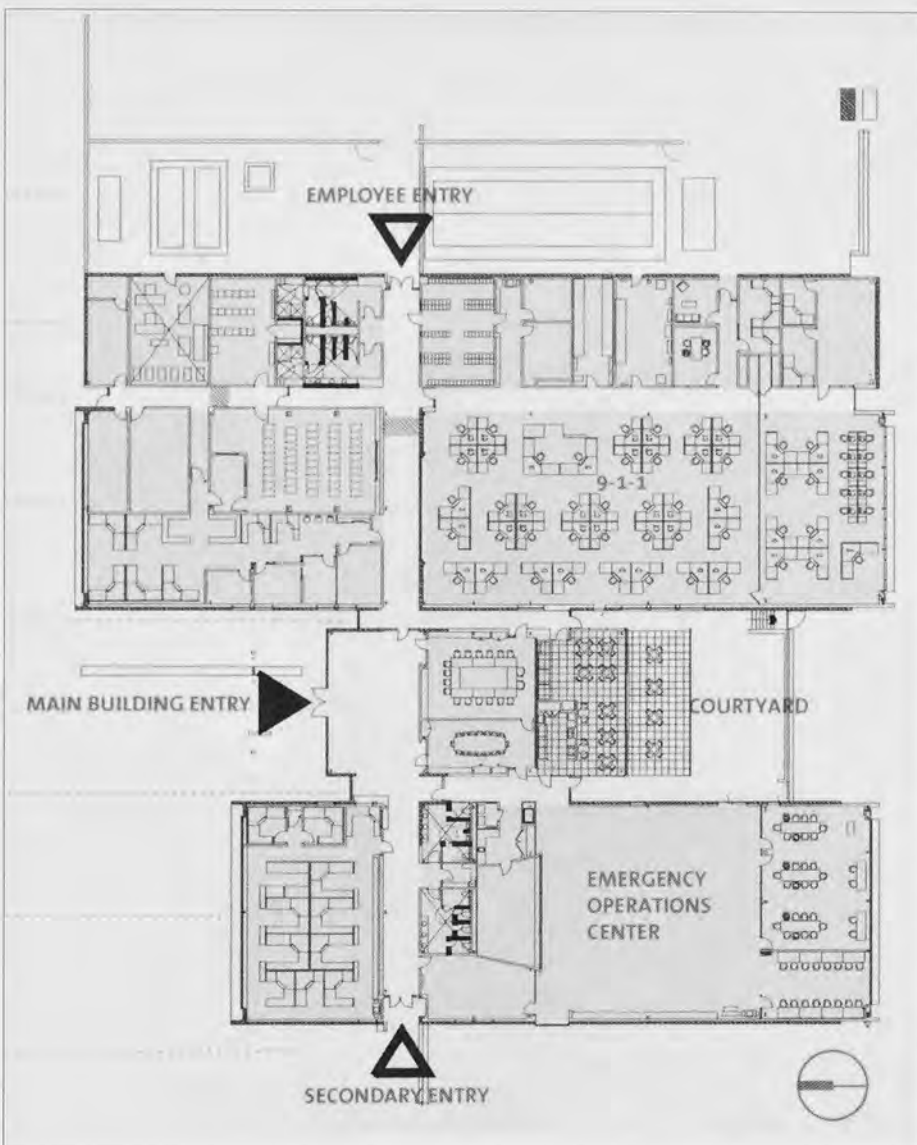 EMPLOYEE ENTRY
9-1-1
MAIN BUILDING ENTRY
COURTYARD
EMERGENCY
OPERATIONS
CENTER
SECONDARY ENTRY